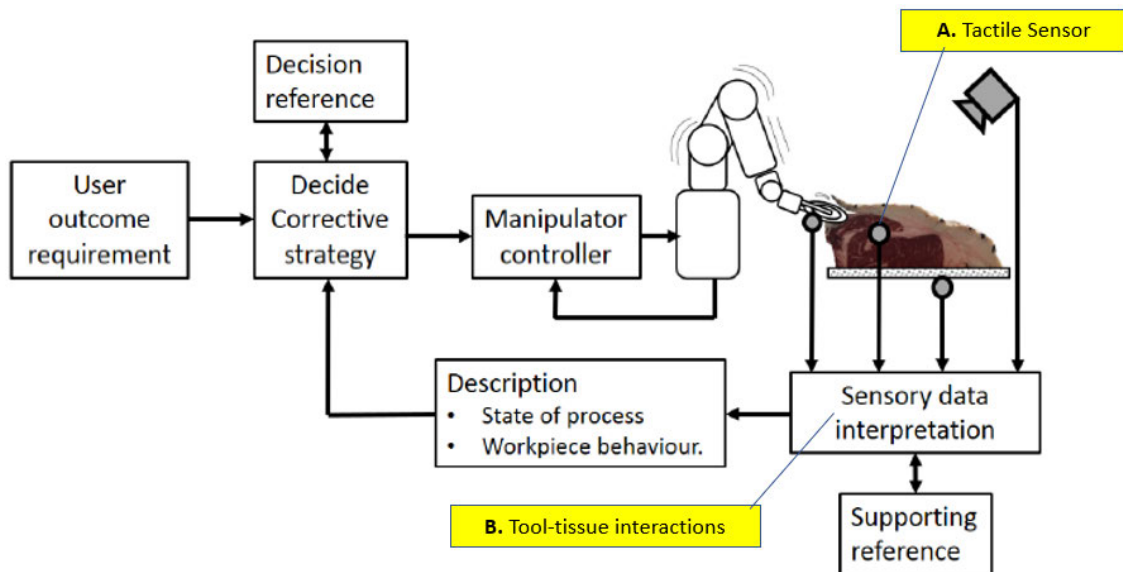 A. Tactile Sensor
Decision
reference
User
outcome
requirement
Decide
Corrective
strategy
Manipulator
controller
Description
• State of process
• Workpiece behaviour.
Sensory data
interpretation
B. Tool-tissue interactions
Supporting
reference